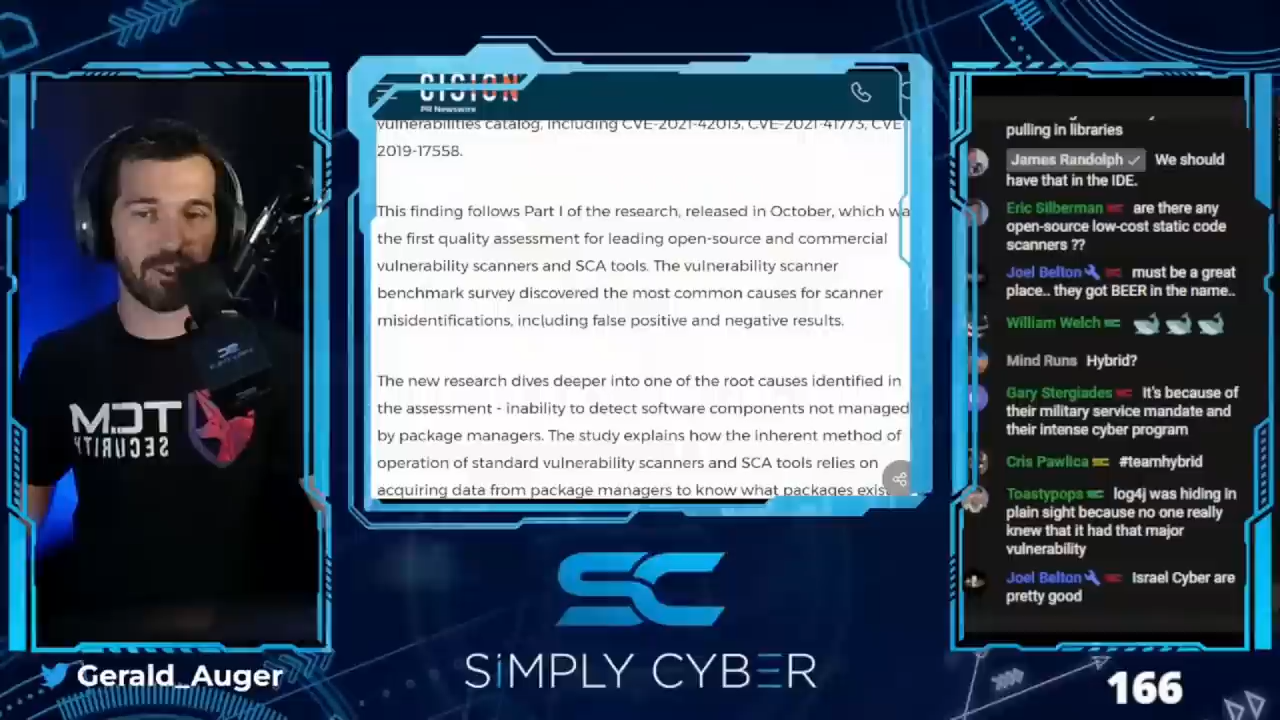 CISION
PR Newswire
vulnerabilities catalog, including CVE-2021-42013, CVE-2021-41773, CVE-
2019-17558.
This finding follows Part I of the research, released in October, which wa
the first quality assessment for leading open-source and commercial
vulnerability scanners and SCA tools. The vulnerability scanner
benchmark survey discovered the most common causes for scanner
misidentifications, including false positive and negative results.
The new research dives deeper into one of the root causes identified in
the assessment - inability to detect software components not managed
by package managers. The study explains how the inherent method of
operation of standard vulnerability scanners and SCA tools relies on
acquiring data from package managers to know what packages exist
MDT
SECURITY
pulling in libraries
James Randolph ✓ We should
have that in the IDE.
Eric Silberman are there any
open-source low-cost static code
scanners ??
Joel Belton must be a great
place.. they got BEER in the name..
William Welch
Mind Runs Hybrid?
Gary Stergiades It's because of
their military service mandate and
their intense cyber program
Cris Pawlica #teamhybrid
Toastypops log4j was hiding in
plain sight because no one really
knew that it had that major
vulnerability
Joel Belton Israel Cyber are
pretty good
SC
SIMPLY CYBER
Gerald_Auger
166